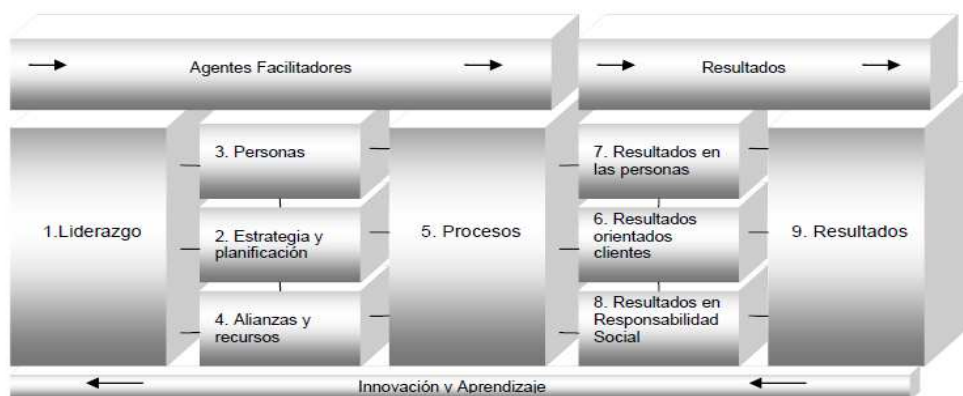 Agentes Facilitadores
Resultados
1.Liderazgo
3. Personas
2. Estrategia y
planificación
4. Alianzas y
recursos
5. Procesos
7. Resultados en
las personas
6. Resultados
orientados
clientes
8. Resultados en
Responsabilidad
Social
9. Resultados
Innovación y Aprendizaje